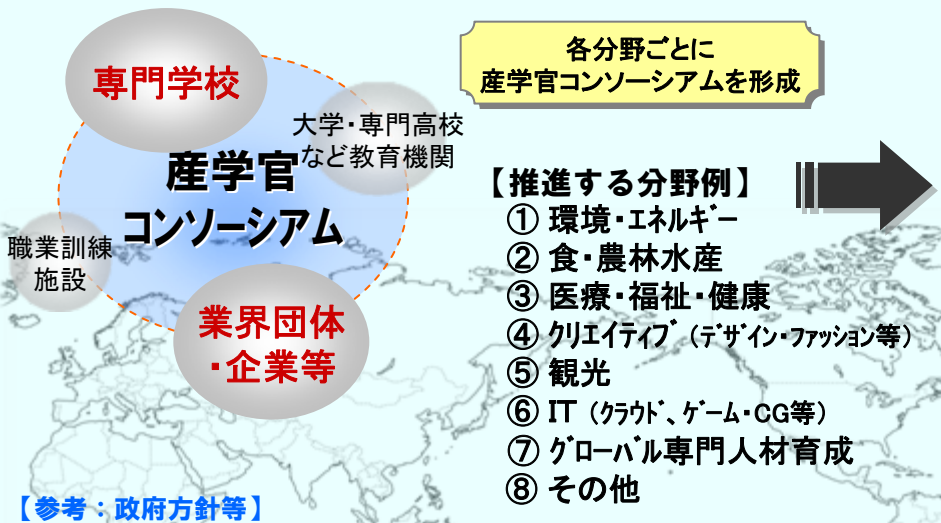 専門学校
大学・専門高校
など教育機関
産学官
コンソーシアム
職業訓練
施設
業界団体
・企業等
各分野ごとに
産学官コンソーシアムを形成
【推進する分野例】
① 環境・エネルギー
② 食・農林水産
③ 医療・福祉・健康
④ クリエイティブ（デザイン・ファッション等）
⑤ 観光
⑥ IT（クラウド、ゲーム・CG等）
⑦ グローバル専門人材育成
⑧ その他
【参考：政府方針等】